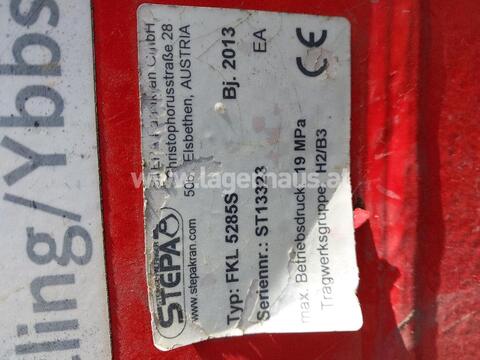 STEPA
www.stepakran.com
Christophorusstraße 28
Elsbethen, AUSTRIA
Typ: FKL 5285S
Bj. 2013
Seriennr.: ST13323
EA
max. Betriebsdruck: 19 MPa
Tragwerksgruppe: H2/B3
CE
ling/Ybbs
www.lagerhaus.at